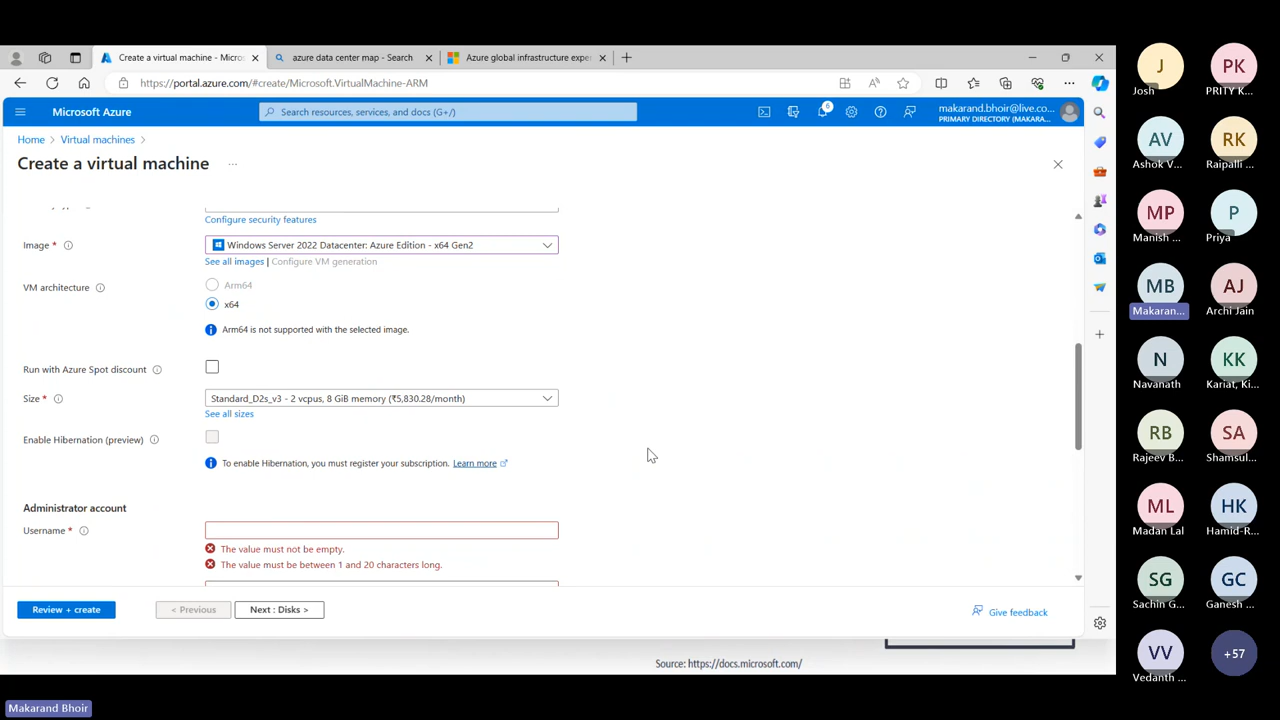 Create a virtual machine - Micros
azure data center map - Search
Azure global infrastructure expe
https://portal.azure.com/#create/Microsoft.VirtualMachine-ARM
Microsoft Azure
Search resources, services, and docs (G+/)
6
makarand.bhoir@live.co...
PRIMARY DIRECTORY (MAKARA...
Home > Virtual machines >
Create a virtual machine ...
Configure security features
Image *
Windows Server 2022 Datacenter: Azure Edition - x64 Gen2
See all images | Configure VM generation
VM architecture
Arm64
x64
Arm64 is not supported with the selected image.
Run with Azure Spot discount
Size *
Standard_D2s_v3 - 2 vcpus, 8 GiB memory (₹5,830.28/month)
See all sizes
Enable Hibernation (preview)
To enable Hibernation, you must register your subscription. Learn more
Administrator account
Username *
The value must not be empty.
The value must be between 1 and 20 characters long.
Review + create
< Previous
Next : Disks >
Give feedback
Source: https://docs.microsoft.com/
Makarand Bhoir
J
Josh
PK
PRITY K...
AV
Ashok V...
RK
Raipalli ...
MP
Manish ...
P
Priya
MB
Makaran...
AJ
Archi Jain
N
Navanath
KK
Kariat, Ki...
RB
Rajeev B...
SA
Shamsul...
ML
Madan Lal
HK
Hamid-R...
SG
Sachin G...
GC
Ganesh ...
VV
Vedanth ...
+57